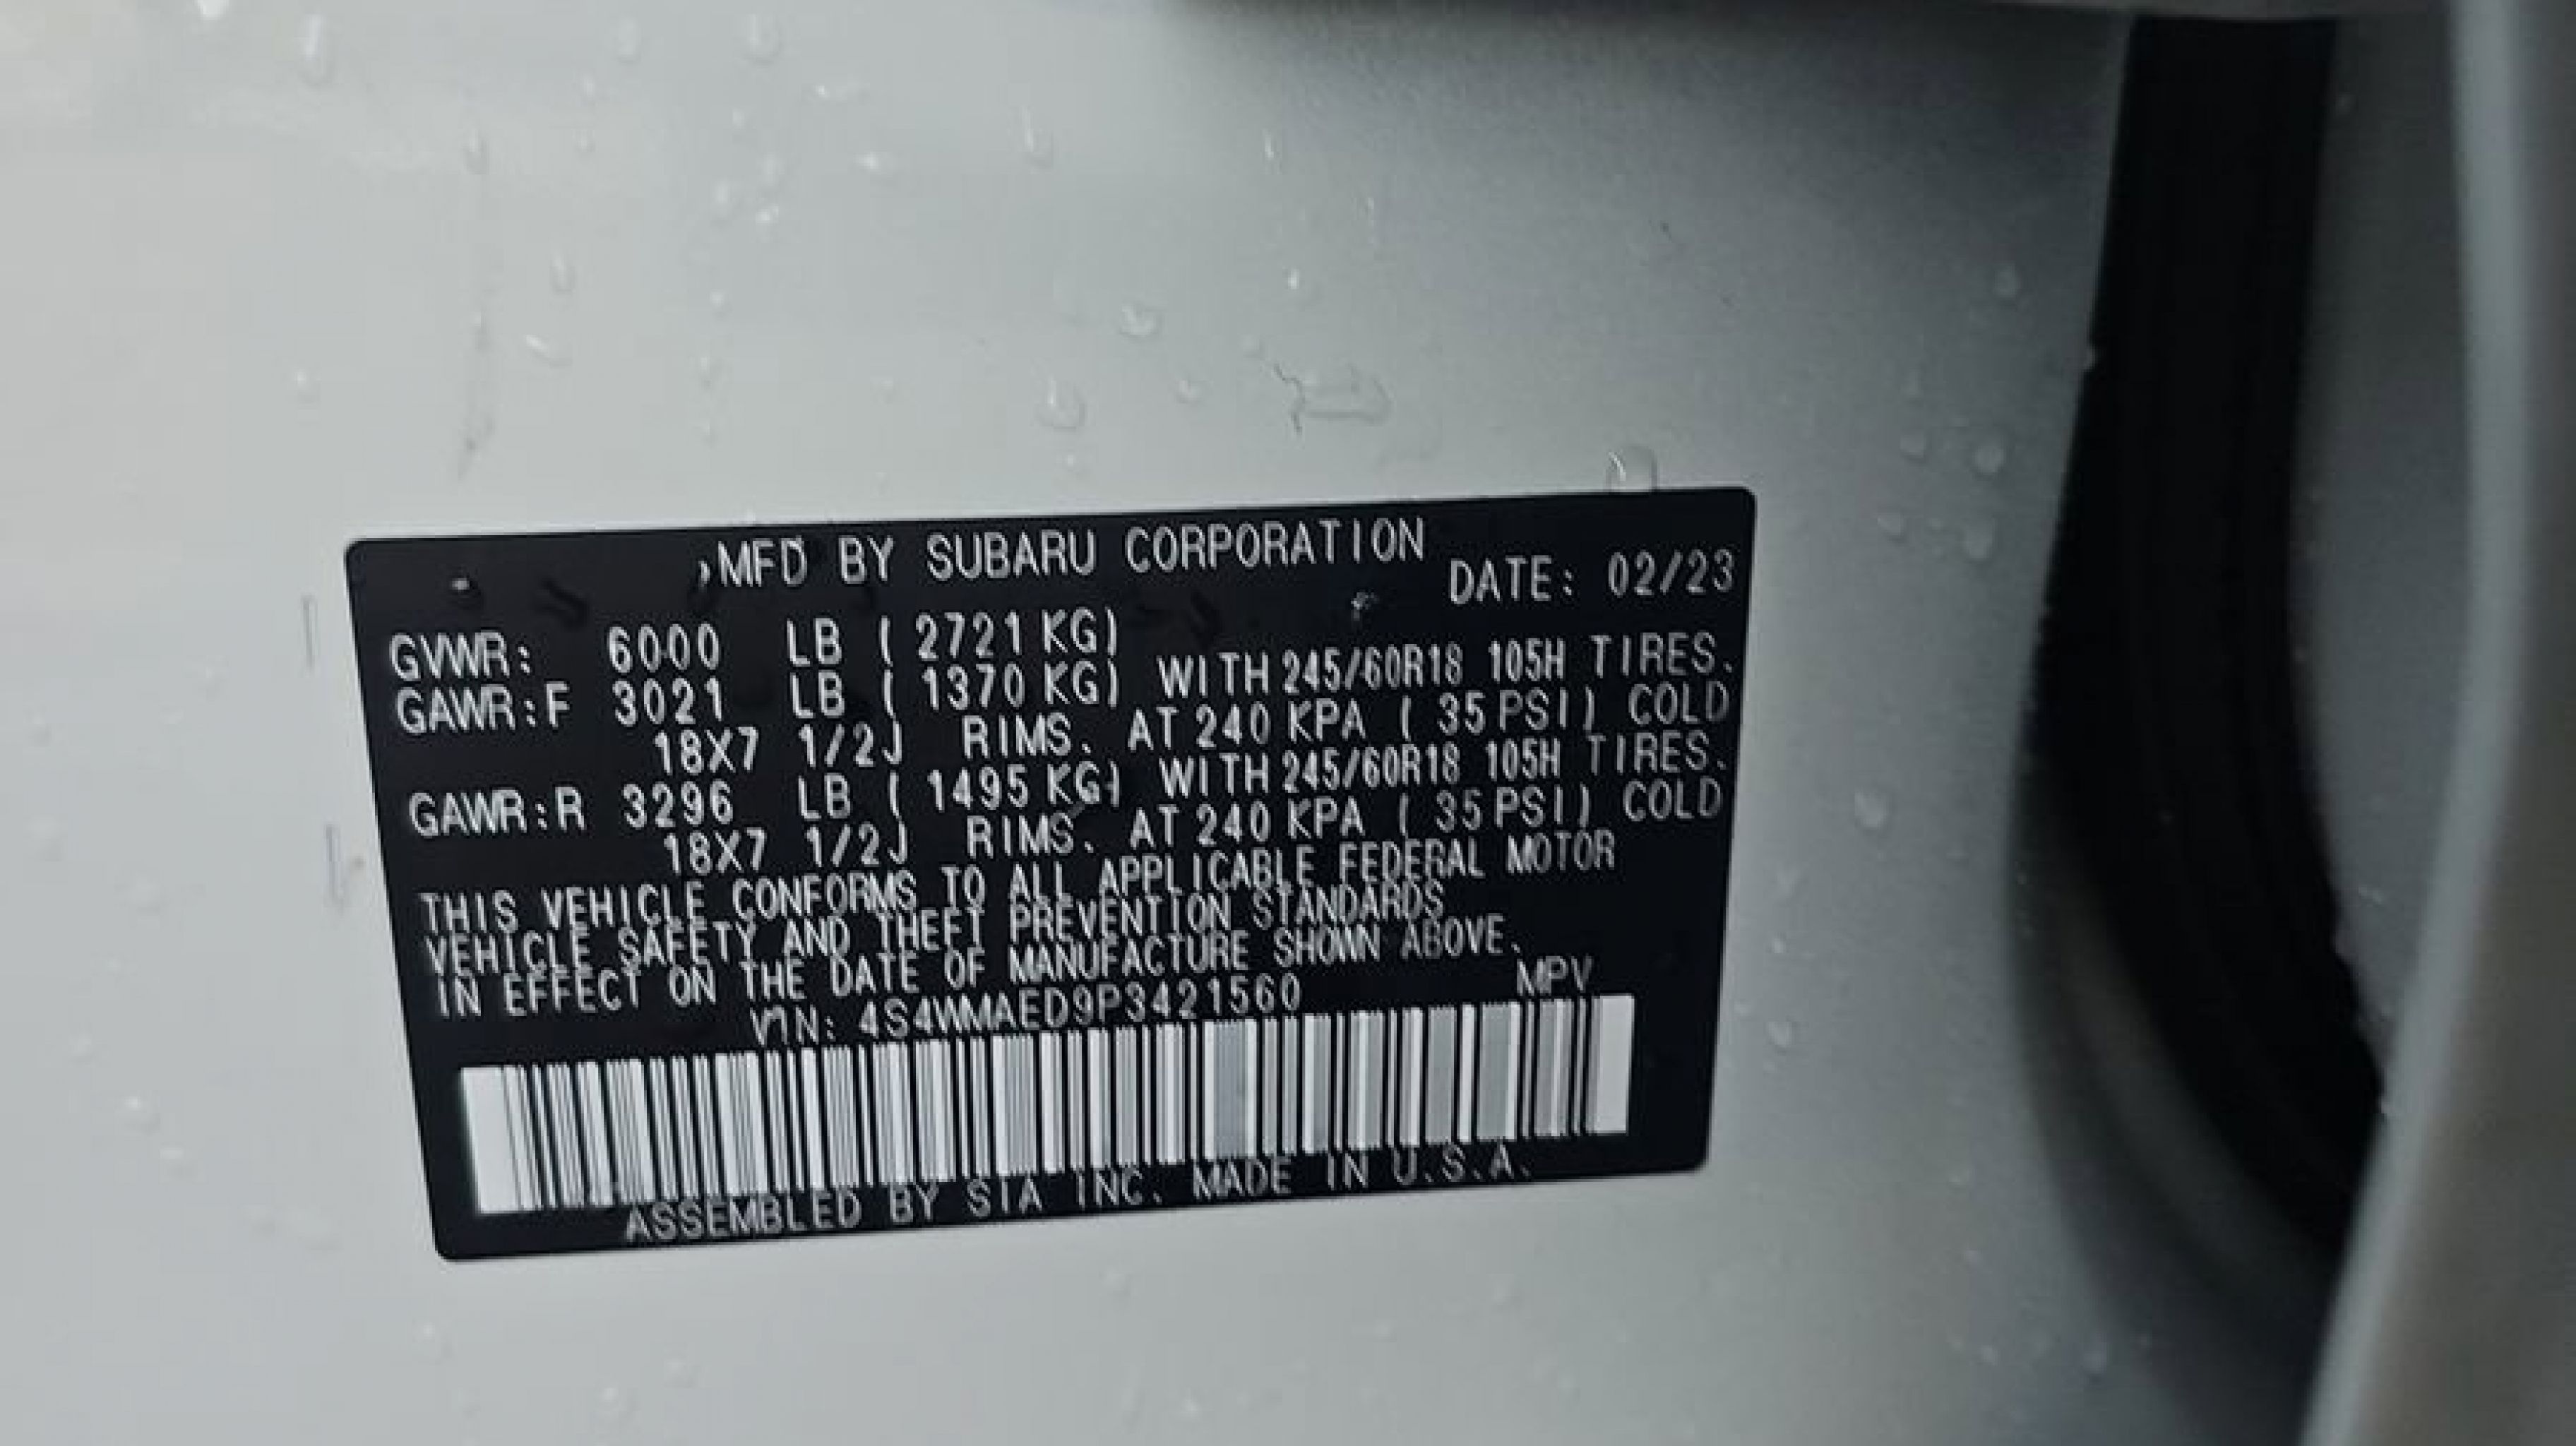 MFD BY SUBARU CORPORATION
DATE: 02/23
GVWR: 6000 LB ( 2721 KG)
GAWR:F 3021 LB ( 1370 KG) WITH 245/60R18 105H TIRES.
18X7 1/2J RIMS. AT 240 KPA ( 35 PSI) COLD
GAWR:R 3296 LB ( 1495 KG) WITH 245/60R18 105H TIRES.
18X7 1/2J RIMS. AT 240 KPA ( 35 PSI) COLD
THIS VEHICLE CONFORMS TO ALL APPLICABLE FEDERAL MOTOR
VEHICLE SAFETY AND THEFT PREVENTION STANDARDS
IN EFFECT ON THE DATE OF MANUFACTURE SHOWN ABOVE.
VIN: 4S4WMAED9P3421560
MPV
ASSEMBLED BY SIA INC. MADE IN U.S.A.